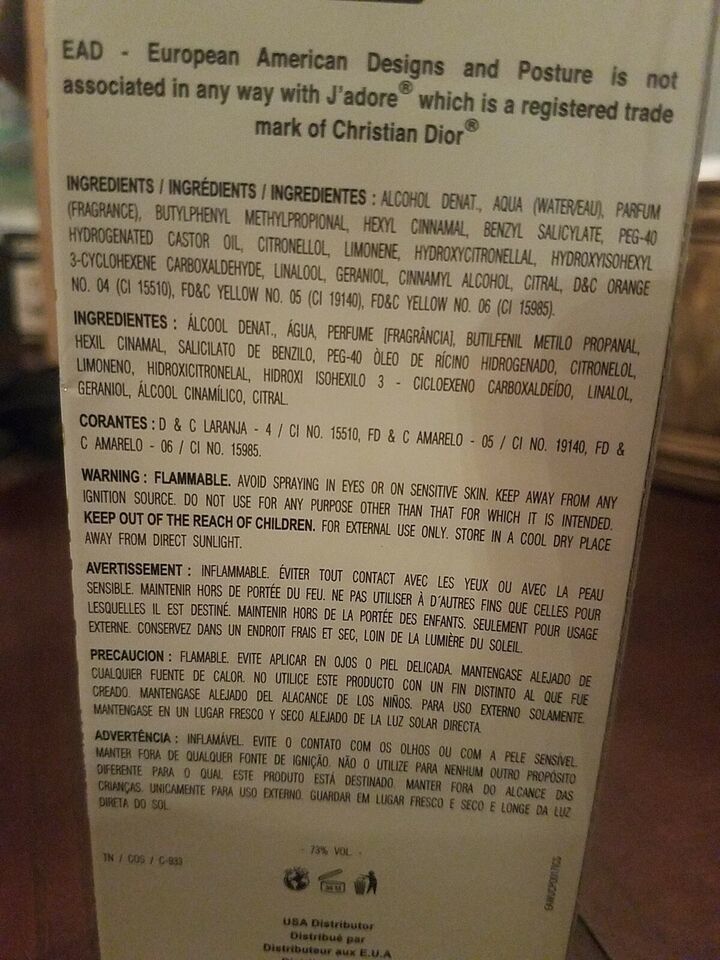 EAD - European American Designs and Posture is not
associated in any way with J'adore® which is a registered trade
mark of Christian Dior®
INGREDIENTS / INGRÉDIENTS / INGREDIENTES : ALCOHOL DENAT., AQUA (WATER/EAU), PARFUM
(FRAGRANCE), BUTYLPHENYL METHYLPROPIONAL, HEXYL CINNAMAL, BENZYL SALICYLATE, PEG-40
HYDROGENATED CASTOR OIL, CITRONELLOL, LIMONENE, HYDROXYCITRONELLAL, HYDROXYISOHEXYL
3-CYCLOHEXENE CARBOXALDEHYDE, LINALOOL, GERANIOL, CINNAMYL ALCOHOL, CITRAL, D&C ORANGE
NO. 04 (CI 15510), FD&C YELLOW NO. 05 (CI 19140), FD&C YELLOW NO. 06 (CI 15985).
INGREDIENTES : ÁLCOOL DENAT., ÁGUA, PERFUME [FRAGRÂNCIA], BUTILFENIL METILO PROPANAL,
HEXIL CINAMAL, SALICILATO DE BENZILO, PEG-40 ÒLEO DE RÍCINO HIDROGENADO, CITRONELOL,
LIMONENO, HIDROXICITRONELAL, HIDROXI ISOHEXILO 3 - CICLOEXENO CARBOXALDEÍDO, LINALOL,
GERANIOL, ÁLCOOL CINAMÍLICO, CITRAL.
CORANTES : D & C LARANJA - 4 / CI NO. 15510, FD & C AMARELO - 05 / CI NO. 19140, FD &
C AMARELO - 06 / CI NO. 15985.
WARNING : FLAMMABLE. AVOID SPRAYING IN EYES OR ON SENSITIVE SKIN. KEEP AWAY FROM ANY
IGNITION SOURCE. DO NOT USE FOR ANY PURPOSE OTHER THAN THAT FOR WHICH IT IS INTENDED.
KEEP OUT OF THE REACH OF CHILDREN. FOR EXTERNAL USE ONLY. STORE IN A COOL DRY PLACE
AWAY FROM DIRECT SUNLIGHT.
AVERTISSEMENT : INFLAMMABLE. ÉVITER TOUT CONTACT AVEC LES YEUX OU AVEC LA PEAU
SENSIBLE. MAINTENIR HORS DE PORTÉE DU FEU. NE PAS UTILISER À D'AUTRES FINS QUE CELLES POUR
LESQUELLES IL EST DESTINÉ. MAINTENIR HORS DE LA PORTÉE DES ENFANTS. SEULEMENT POUR USAGE
EXTERNE. CONSERVEZ DANS UN ENDROIT FRAIS ET SEC, LOIN DE LA LUMIÈRE DU SOLEIL.
PRECAUCION : FLAMABLE. EVITE APLICAR EN OJOS O PIEL DELICADA. MANTENGASE ALEJADO DE
CUALQUIER FUENTE DE CALOR. NO UTILICE ESTE PRODUCTO CON UN FIN DISTINTO AL QUE FUE
CREADO. MANTENGASE ALEJADO DEL ALACANCE DE LOS NIÑOS. PARA USO EXTERNO SOLAMENTE.
MANTENGASE EN UN LUGAR FRESCO Y SECO ALEJADO DE LA LUZ SOLAR DIRECTA.
ADVERTÊNCIA : INFLAMÁVEL. EVITE O CONTATO COM OS OLHOS OU COM A PELE SENSÍVEL.
MANTER FORA DE QUALQUER FONTE DE IGNIÇÃO. NÃO O UTILIZE PARA NENHUM OUTRO PROPÓSITO
DIFERENTE PARA O QUAL ESTE PRODUTO ESTÁ DESTINADO. MANTER FORA DO ALCANCE DAS
CRIANÇAS. UNICAMENTE PARA USO EXTERNO. GUARDAR EM LUGAR FRESCO E SECO E LONGE DA LUZ
DIRETA DO SOL.
- 73% VOL. -
TN / COS / C-933
USA Distributor
Distribué par
Distributeur aux E.U.A